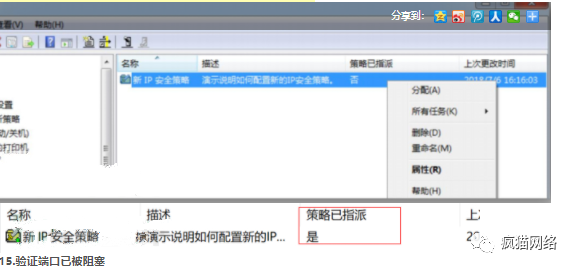 分享到:
查看(V) 帮助(H)
名称 描述 策略已指派 上次更改时间
新 IP 安全策略 演示说明如何配置新的IP安全策略。 否 2018/7/6 16:16:03
分配(A)
所有任务(K)
删除(D)
重命名(M)
属性(R)
帮助(H)
设置
新策略
动/关机)
的打印机
名称 描述 策略已指派
新 IP 安全策略 演示说明如何配置新的IP... 是
疯猫网络
15.验证端口已被阻塞